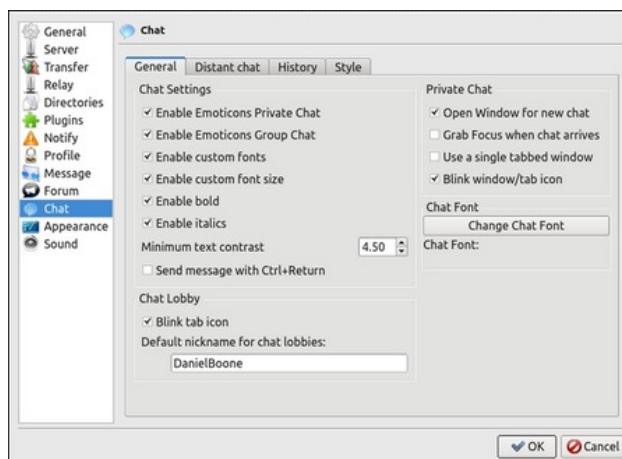 General
Server
Transfer
Relay
Directories
Plugins
Notify
Profile
Message
Forum
Chat
Appearance
Sound
Chat
General Distant chat History Style
Chat Settings
Enable Emoticons Private Chat
Enable Emoticons Group Chat
Enable custom fonts
Enable custom font size
Enable bold
Enable italics
Minimum text contrast 4.50
Send message with Ctrl+Return
Chat Lobby
Blink tab icon
Default nickname for chat lobbies:
DanielBoone
Private Chat
Open Window for new chat
Grab Focus when chat arrives
Use a single tabbed window
Blink window/tab icon
Chat Font
Change Chat Font
Chat Font:
OK Cancel